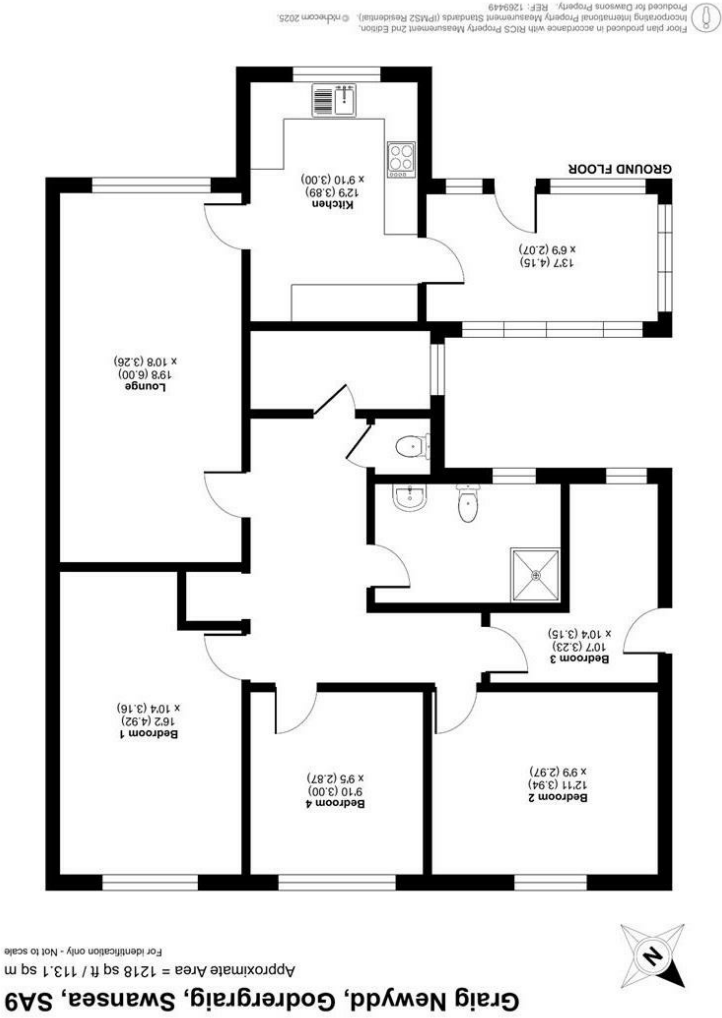 Graig Newydd, Godrergraig, Swansea, SA9
Approximate Area = 1218 sq ft / 113.1 sq m
For identification only - Not to scale
N
Bedroom 2
12'11 (3.94)
x 9'9 (2.97)
Bedroom 4
9'10 (3.00)
x 9'5 (2.87)
Bedroom 1
16'2 (4.92)
x 10'4 (3.16)
Bedroom 3
10'7 (3.23)
x 10'4 (3.15)
Lounge
19'8 (6.00)
x 10'8 (3.26)
13'7 (4.15)
x 6'9 (2.07)
Kitchen
12'9 (3.89)
x 9'10 (3.00)
GROUND FLOOR
Floor plan produced in accordance with RICS Property Measurement 2nd Edition,
Incorporating International Property Measurement Standards (IPMS2 Residential). © nichecom 2025.
Produced for Dawsons Property. REF: 1269449